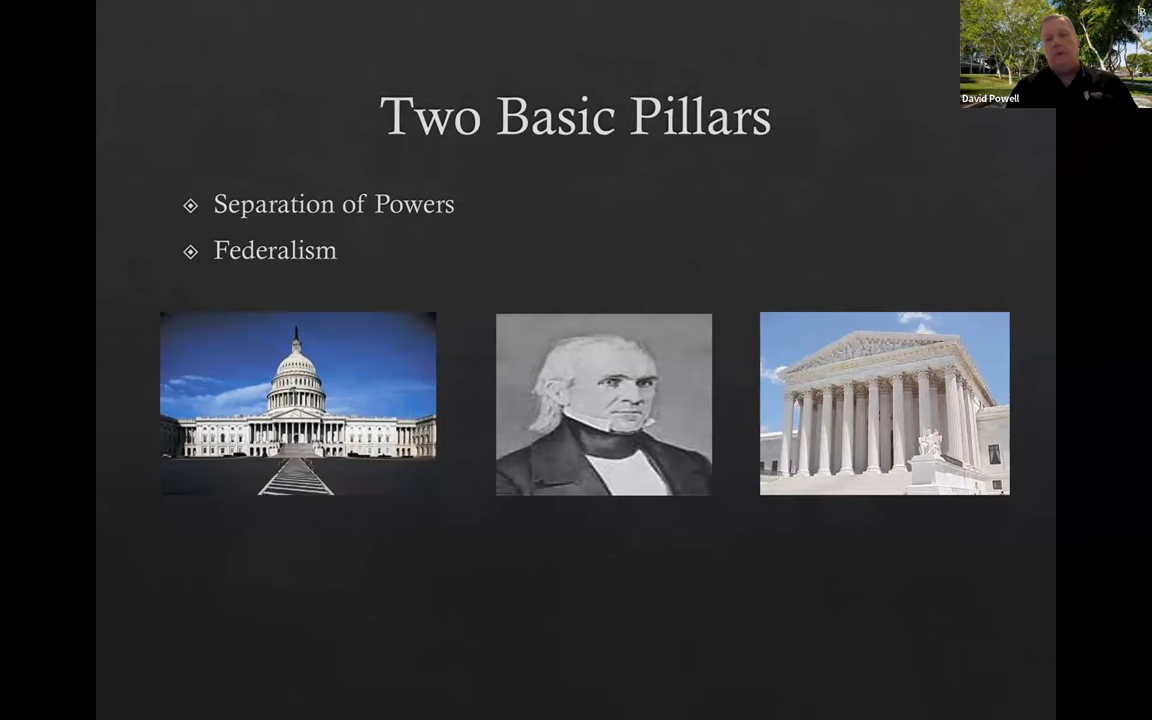 Two Basic Pillars
Separation of Powers
Federalism
David Powell